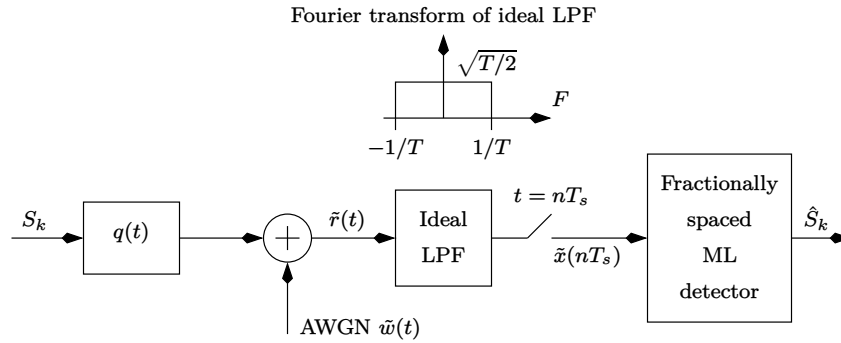 Fourier transform of ideal LPF
√T/2
F
−1/T
1/T
S_k
q(t)
r̃(t)
Ideal
LPF
t = nT_s
x̃(nT_s)
Fractionally
spaced
ML
detector
Ŝ_k
AWGN w̃(t)